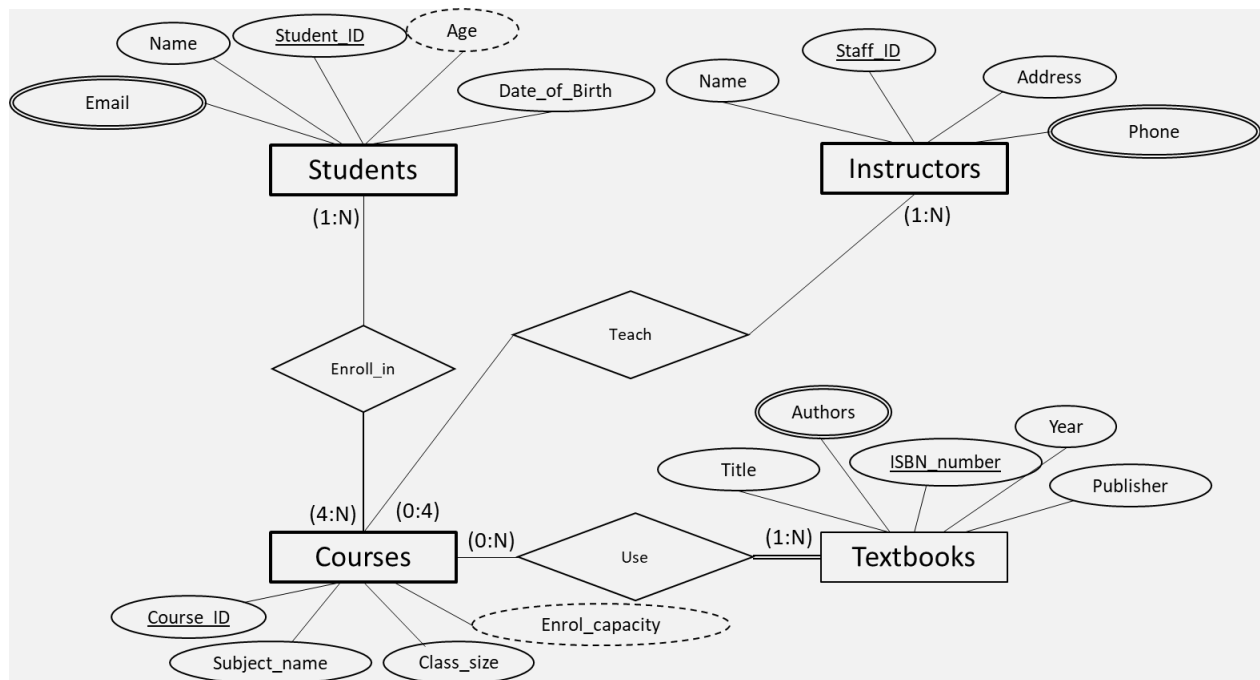 Name
Student_ID
Age
Email
Date_of_Birth
Students
(1:N)
Staff_ID
Name
Address
Phone
Instructors
(1:N)
Enroll_in
Teach
Authors
Year
Title
ISBN_number
Publisher
(4:N)
(0:4)
(0:N)
(1:N)
Courses
Use
Textbooks
Course_ID
Enrol_capacity
Subject_name
Class_size